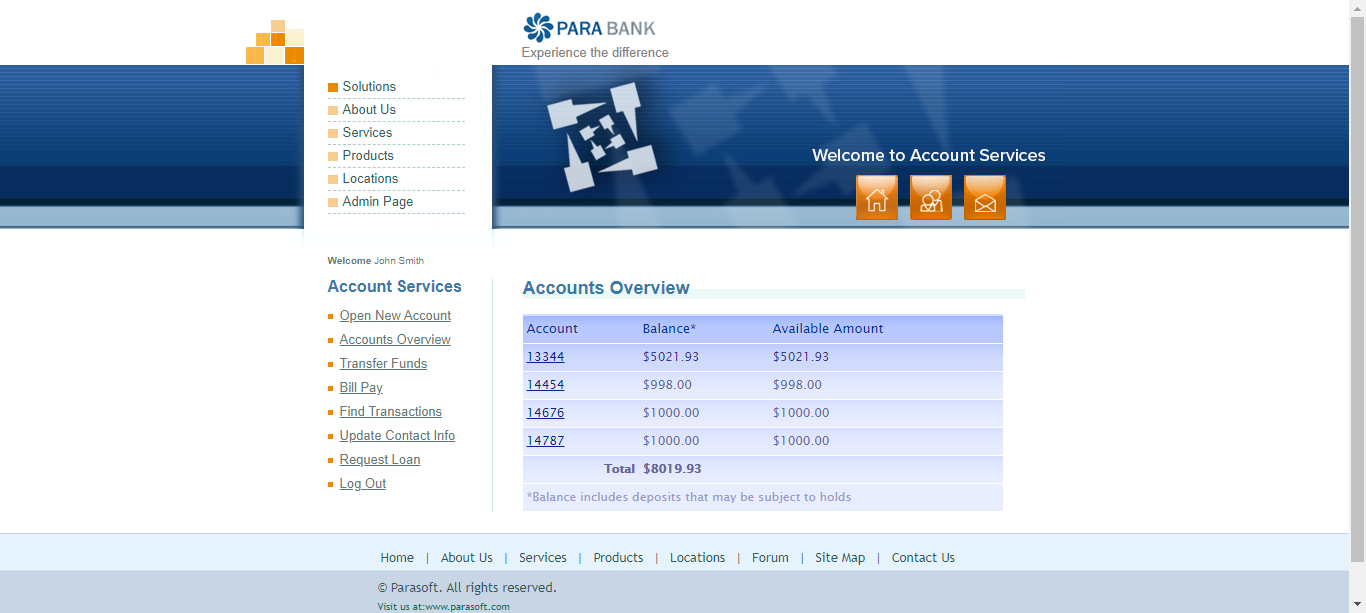 PARA BANK
Experience the difference
Solutions
About Us
Services
Products
Locations
Admin Page
Welcome to Account Services
Welcome John Smith
Account Services
Open New Account
Accounts Overview
Transfer Funds
Bill Pay
Find Transactions
Update Contact Info
Request Loan
Log Out
Accounts Overview
Account Balance* Available Amount
13344 $5021.93 $5021.93
14454 $998.00 $998.00
14676 $1000.00 $1000.00
14787 $1000.00 $1000.00
Total $8019.93
*Balance includes deposits that may be subject to holds
Home | About Us | Services | Products | Locations | Forum | Site Map | Contact Us
© Parasoft. All rights reserved.
Visit us at:www.parasoft.com